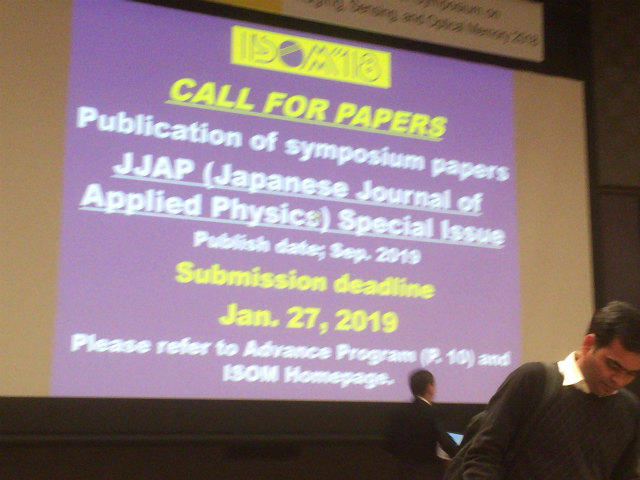 Symposium on
Imaging, Sensing, and Optical Memory 2018
ISOM'18
CALL FOR PAPERS
Publication of symposium papers
JJAP (Japanese Journal of
Applied Physics) Special Issue
Publish date; Sep. 2019
Submission deadline
Jan. 27, 2019
Please refer to Advance Program (P. 10) and
ISOM Homepage.